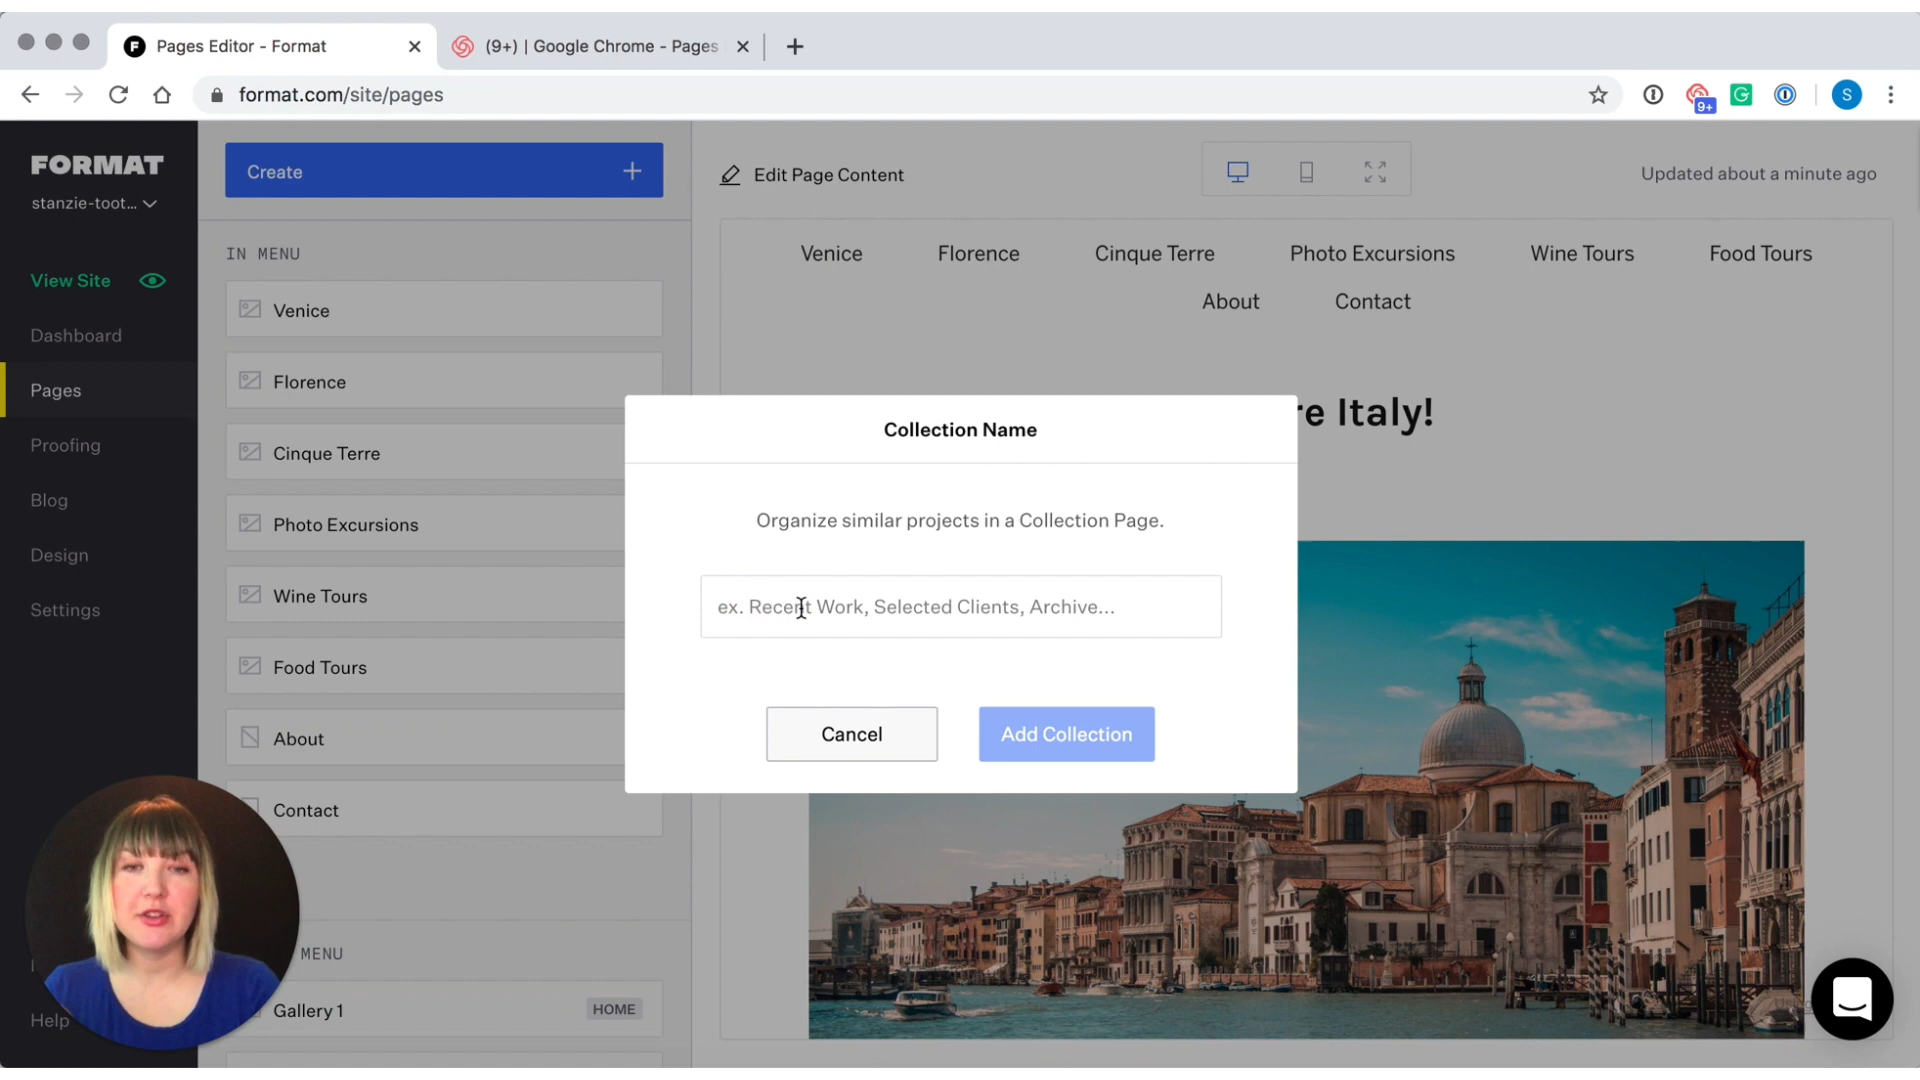 Pages Editor - Format
(9+) | Google Chrome - Pages
format.com/site/pages
9+
S
FORMAT
stanzie-toot...
View Site
Dashboard
Pages
Proofing
Blog
Design
Settings
Help
Create
IN MENU
Venice
Florence
Cinque Terre
Photo Excursions
Wine Tours
Food Tours
About
Contact
MENU
Gallery 1
HOME
Edit Page Content
Updated about a minute ago
Venice Florence Cinque Terre Photo Excursions Wine Tours Food Tours
About Contact
re Italy!
Collection Name
Organize similar projects in a Collection Page.
ex. Recent Work, Selected Clients, Archive...
Cancel
Add Collection